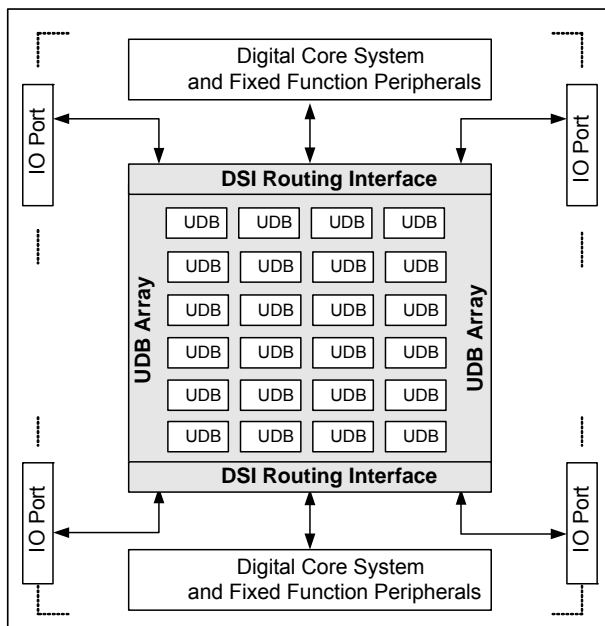 Digital Core System
and Fixed Function Peripherals
IO Port
IO Port
DSI Routing Interface
UDB Array
UDB Array
UDB UDB UDB UDB
UDB UDB UDB UDB
UDB UDB UDB UDB
UDB UDB UDB UDB
UDB UDB UDB UDB
UDB UDB UDB UDB
DSI Routing Interface
IO Port
IO Port
Digital Core System
and Fixed Function Peripherals